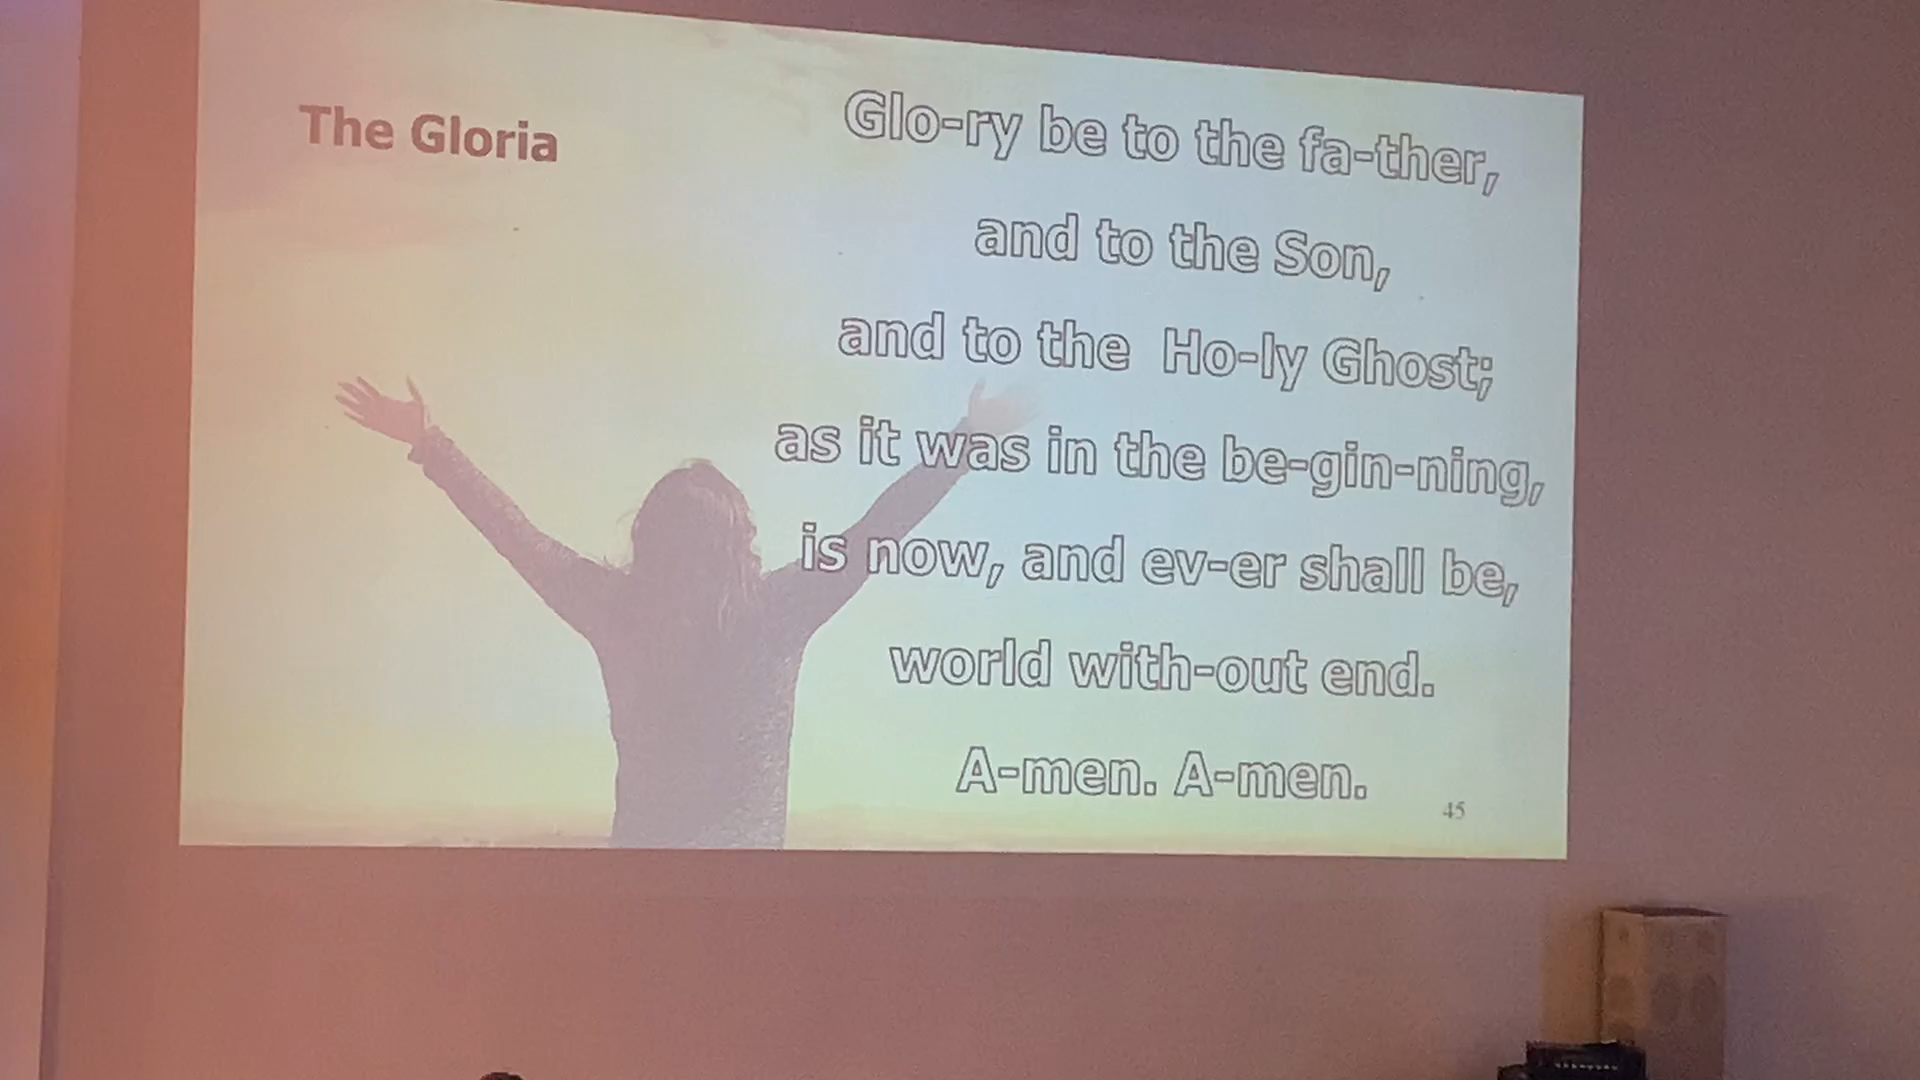 The Gloria
Glo-ry be to the fa-ther,
and to the Son,
and to the Ho-ly Ghost;
as it was in the be-gin-ning,
is now, and ev-er shall be,
world with-out end.
A-men. A-men.
45